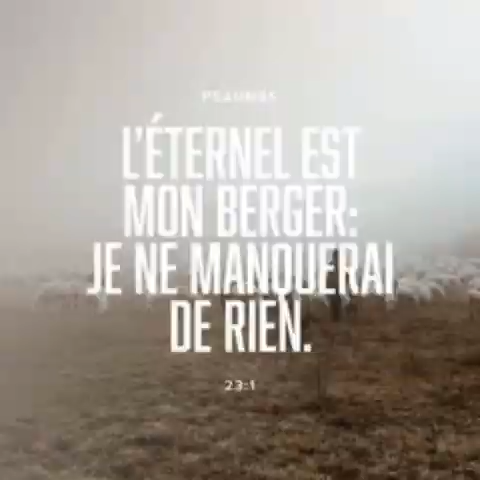 PSAUMES
L'ÉTERNEL EST
MON BERGER:
JE NE MANQUERAI
DE RIEN.
23:1